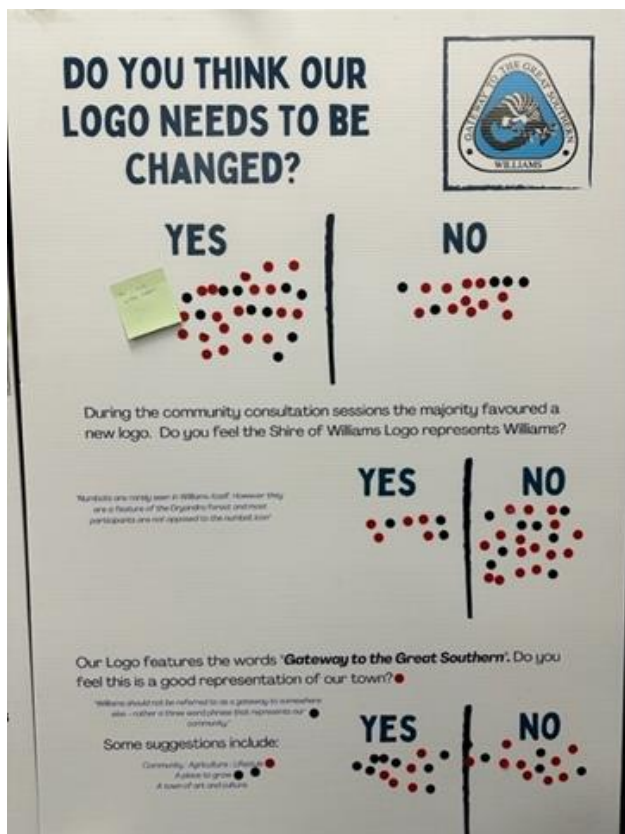 DO YOU THINK OUR
LOGO NEEDS TO BE
CHANGED?
GATEWAY TO THE GREAT SOUTHERN
WILLIAMS
YES
NO
During the community consultation sessions the majority favoured a
new logo. Do you feel the Shire of Williams Logo represents Williams?
YES
NO
"Numbats are rarely seen in Williams itself. However they
are a feature of the Dryandra forest and most
participants are not opposed to the numbat icon"
Our Logo features the words "Gateway to the Great Southern". Do you
feel this is a good representation of our town?
"Williams should not be referred to as a gateway to somewhere
else - rather a three word phrase that represents our
community."
YES
NO
Some suggestions include:
Community : Agriculture : Lifestyle
A place to grow
A town of art and culture